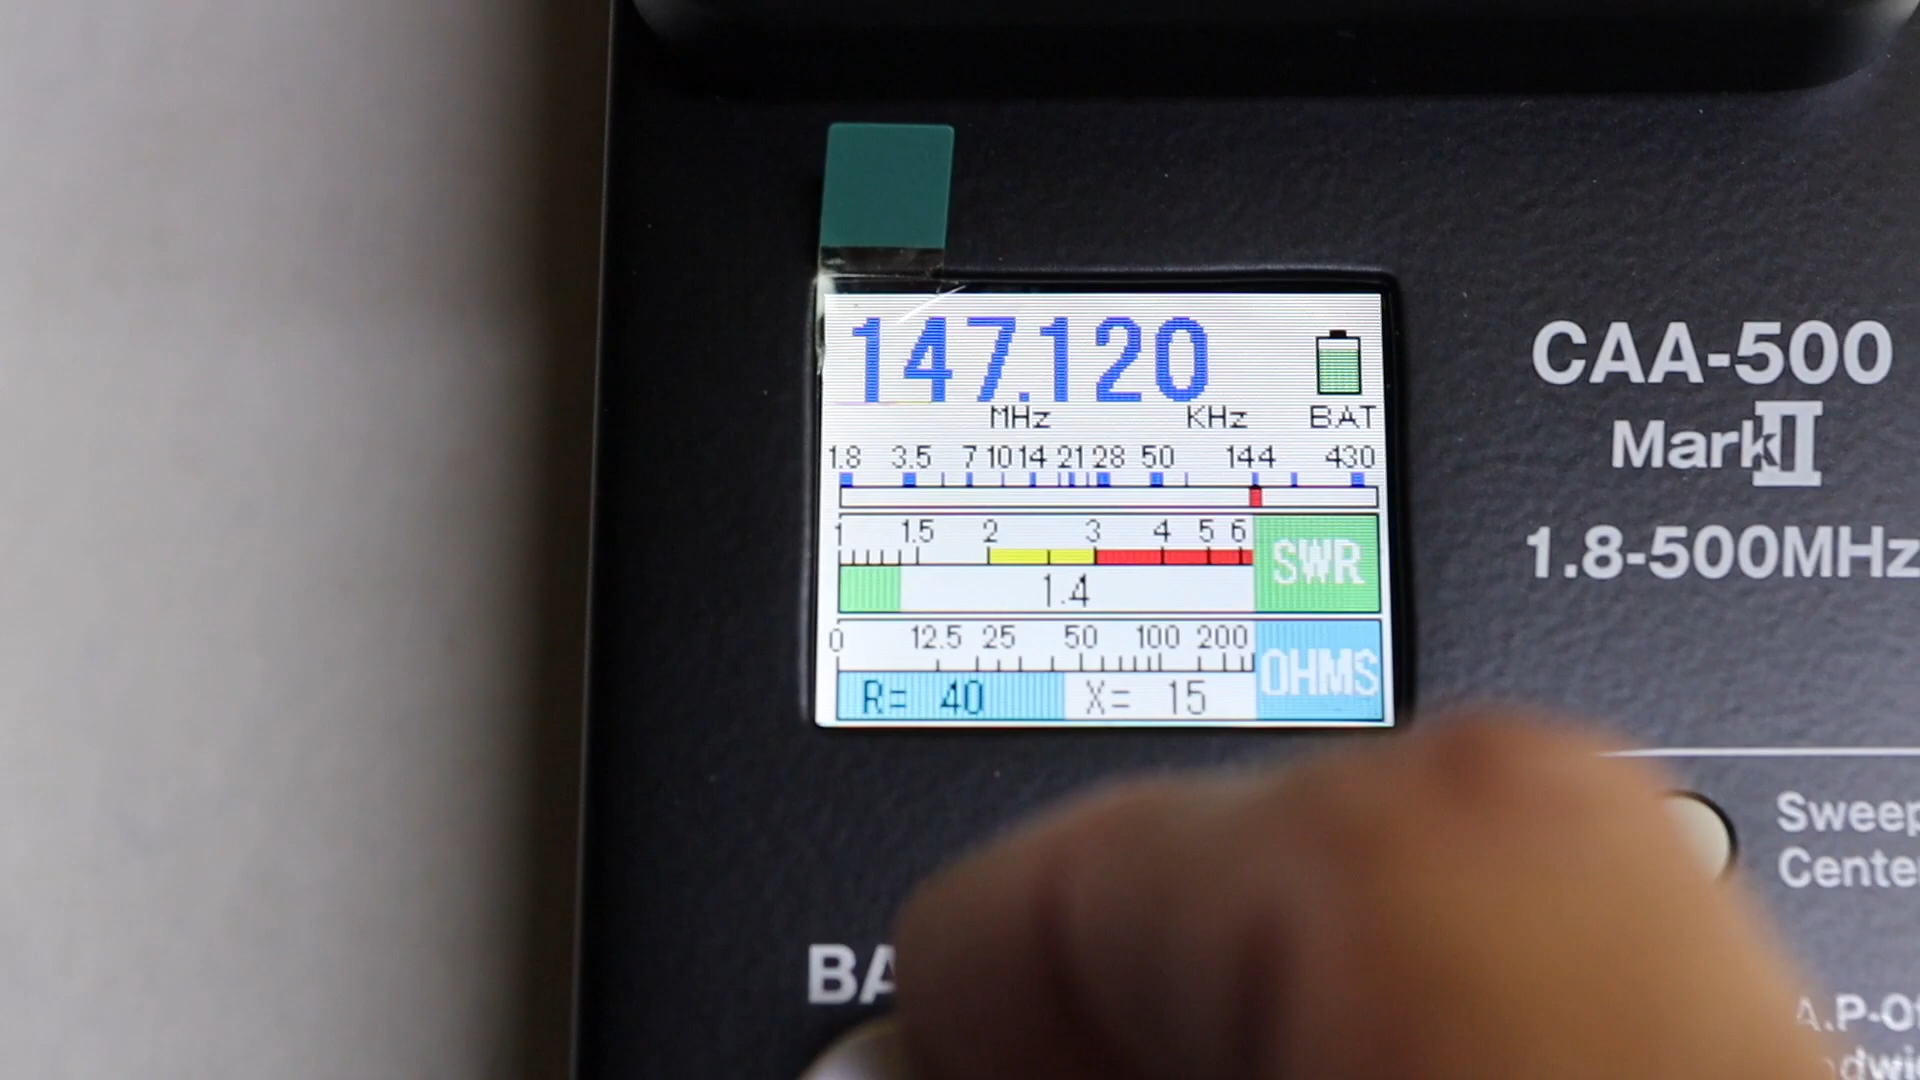 147.120
MHz KHz BAT
1.8 3.5 7 10 14 21 28 50 144 430
1 1.5 2 3 4 5 6
SWR
1.4
0 12.5 25 50 100 200
OHMS
R= 40 X= 15
CAA-500
MarkII
1.8-500MHz
Sweep
Cente
BA
A.P-Of